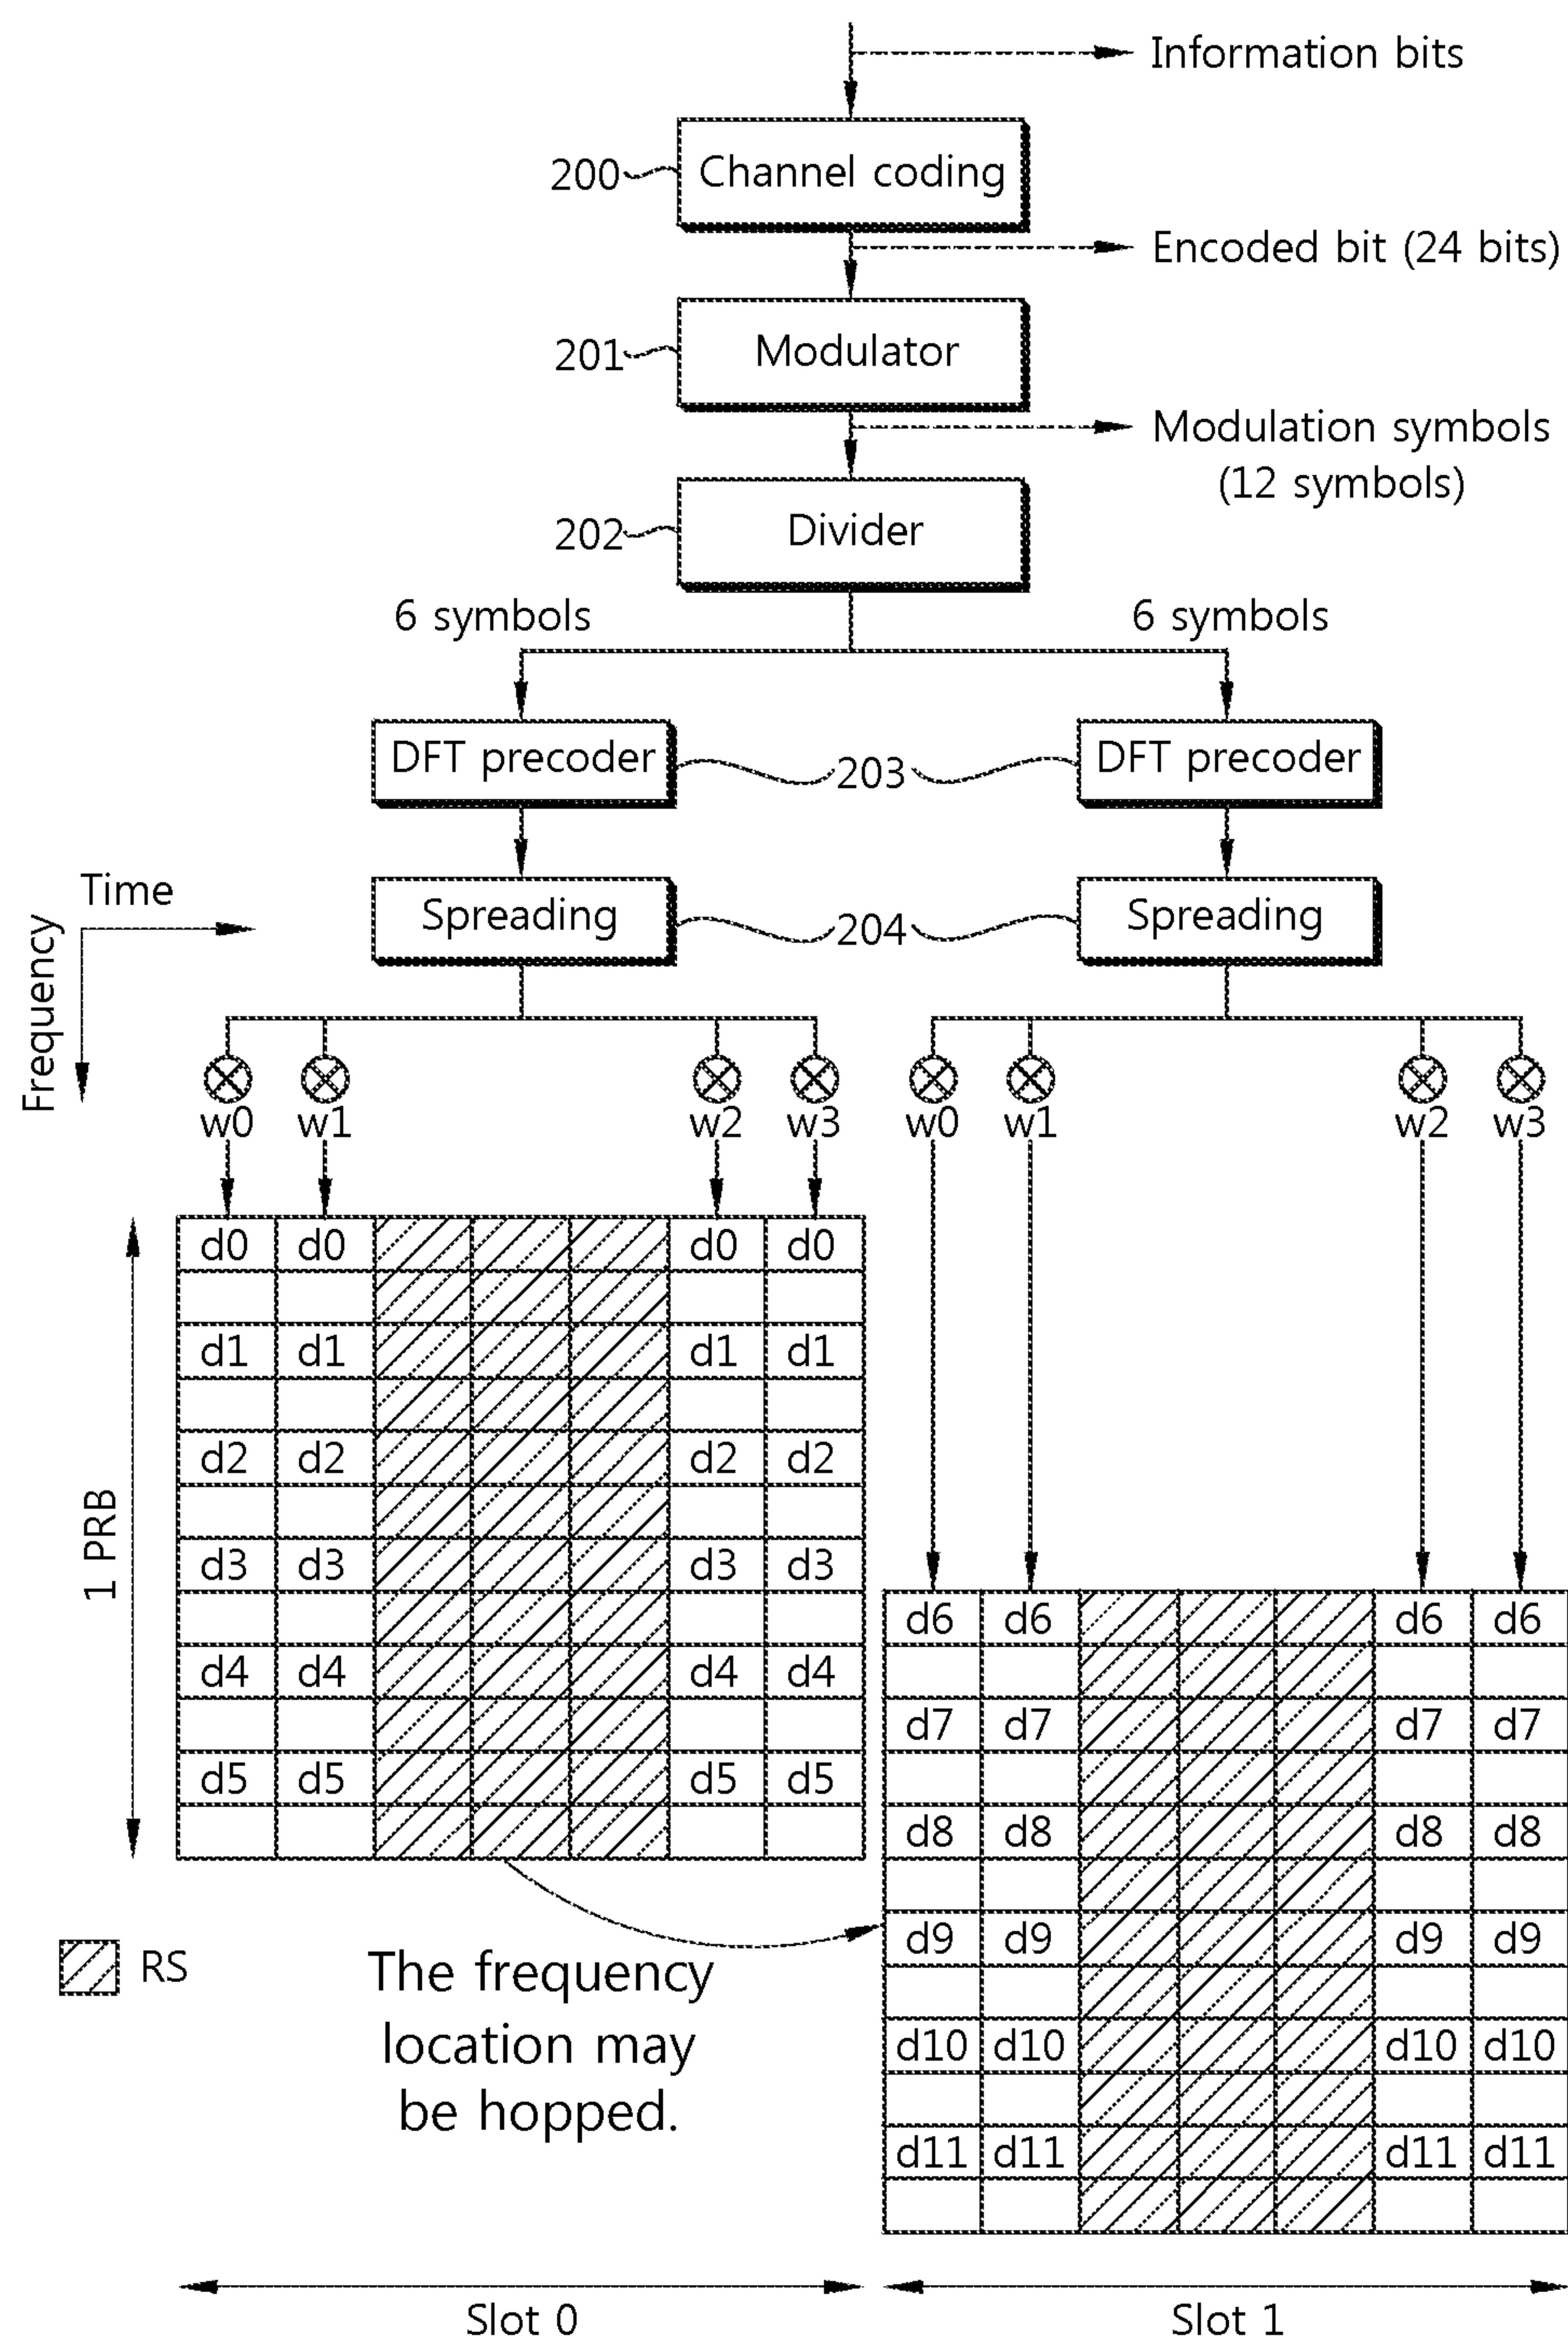 Information bits
200
Channel coding
Encoded bit (24 bits)
201
Modulator
Modulation symbols
(12 symbols)
202
Divider
6 symbols
6 symbols
DFT precoder
203
DFT precoder
Time
Frequency
Spreading
204
Spreading
w0 w1 w2 w3 w0 w1 w2 w3
1 PRB
d0 d0 d0 d0
d1 d1 d1 d1
d2 d2 d2 d2
d3 d3 d3 d3
d4 d4 d4 d4
d5 d5 d5 d5
d6 d6 d6 d6
d7 d7 d7 d7
d8 d8 d8 d8
d9 d9 d9 d9
d10 d10 d10 d10
d11 d11 d11 d11
RS
The frequency
location may
be hopped.
Slot 0
Slot 1